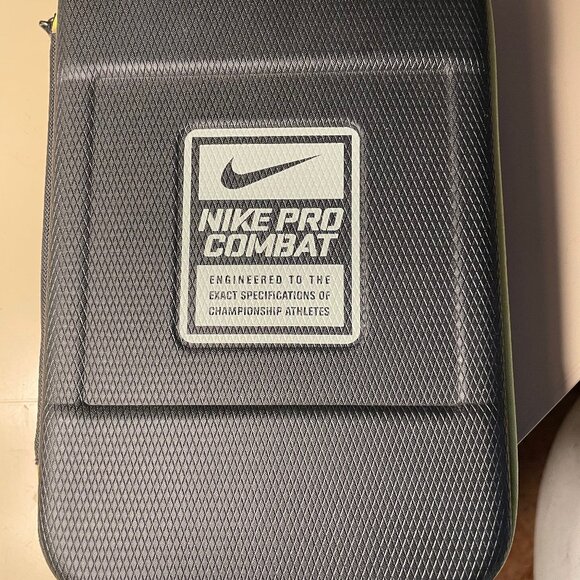 NIKE PRO
COMBAT
ENGINEERED TO THE
EXACT SPECIFICATIONS OF
CHAMPIONSHIP ATHLETES